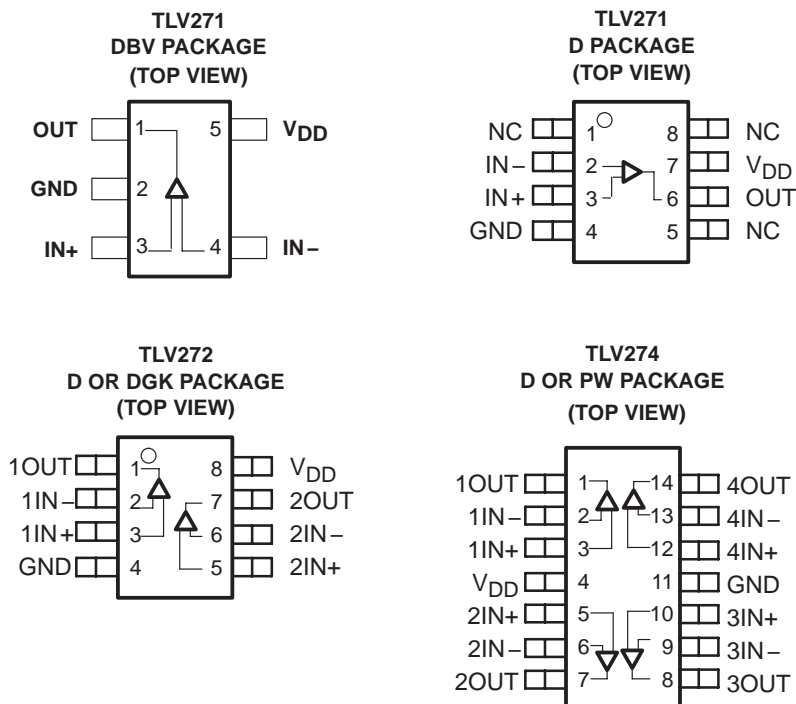 TLV271
DBV PACKAGE
(TOP VIEW)
OUT 1 5 VDD
GND 2
IN+ 3 4 IN−
TLV271
D PACKAGE
(TOP VIEW)
NC 1 8 NC
IN− 2 7 VDD
IN+ 3 6 OUT
GND 4 5 NC
TLV272
D OR DGK PACKAGE
(TOP VIEW)
1OUT 1 8 VDD
1IN− 2 7 2OUT
1IN+ 3 6 2IN−
GND 4 5 2IN+
TLV274
D OR PW PACKAGE
(TOP VIEW)
1OUT 1 14 4OUT
1IN− 2 13 4IN−
1IN+ 3 12 4IN+
VDD 4 11 GND
2IN+ 5 10 3IN+
2IN− 6 9 3IN−
2OUT 7 8 3OUT